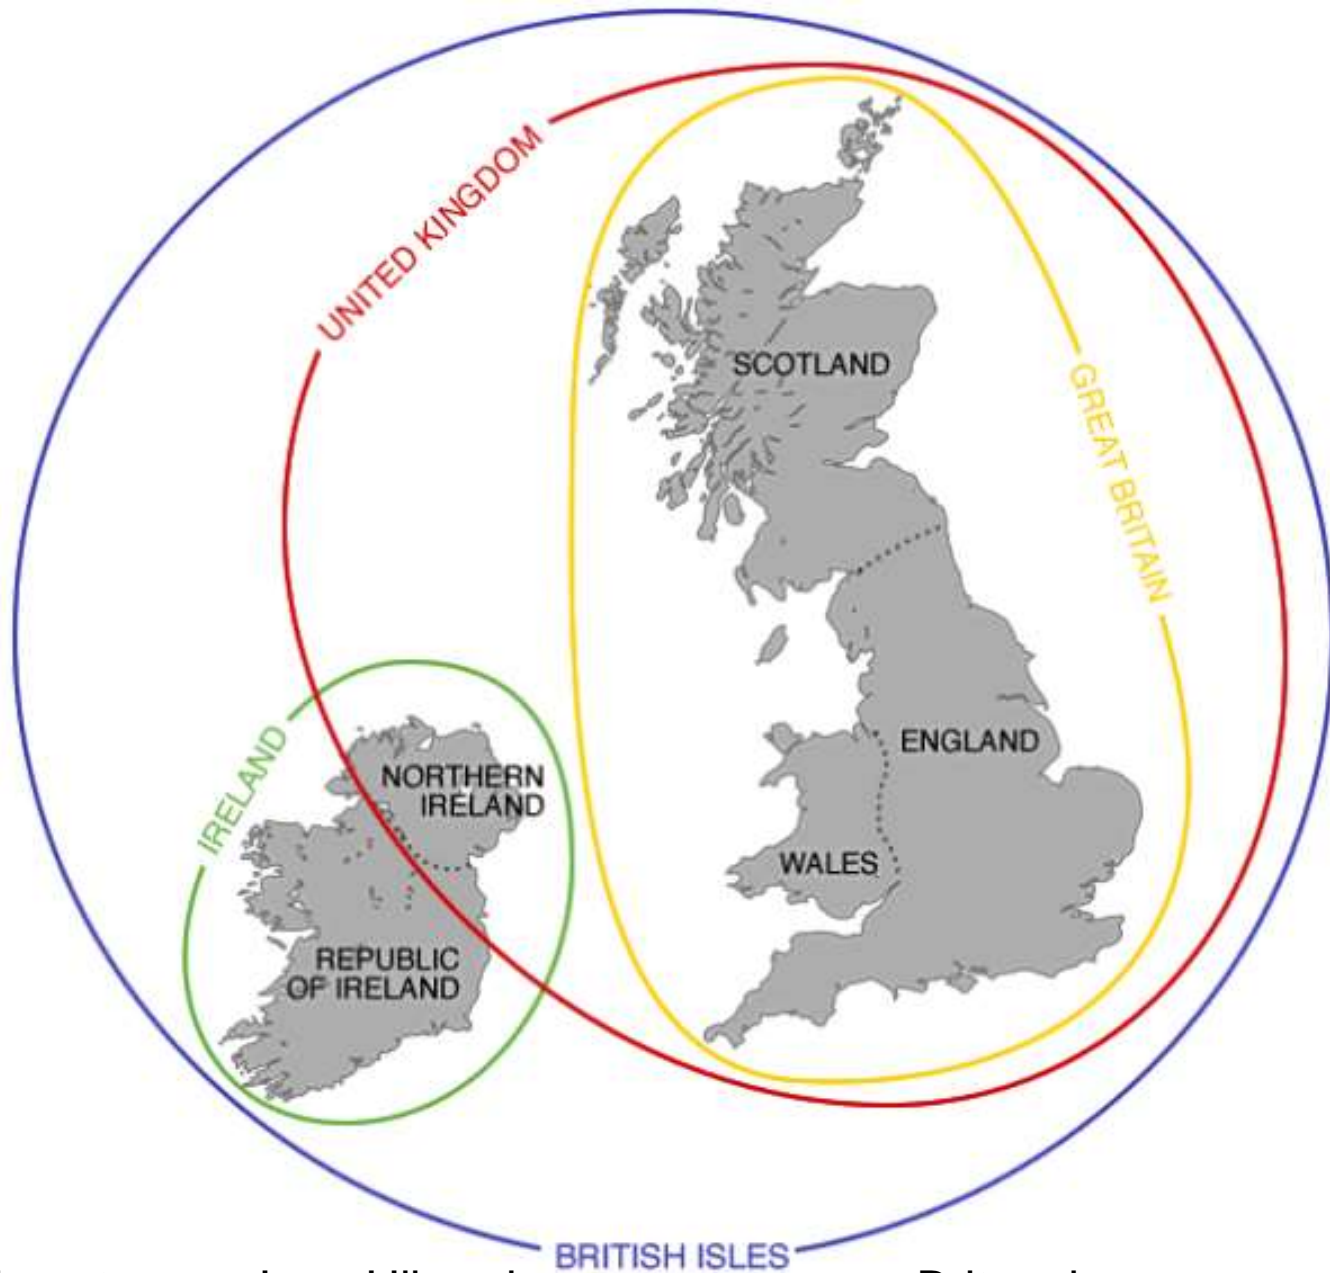 UNITED KINGDOM
SCOTLAND
GREAT BRITAIN
IRELAND
ENGLAND
NORTHERN
IRELAND
WALES
REPUBLIC
OF IRELAND
BRITISH ISLES